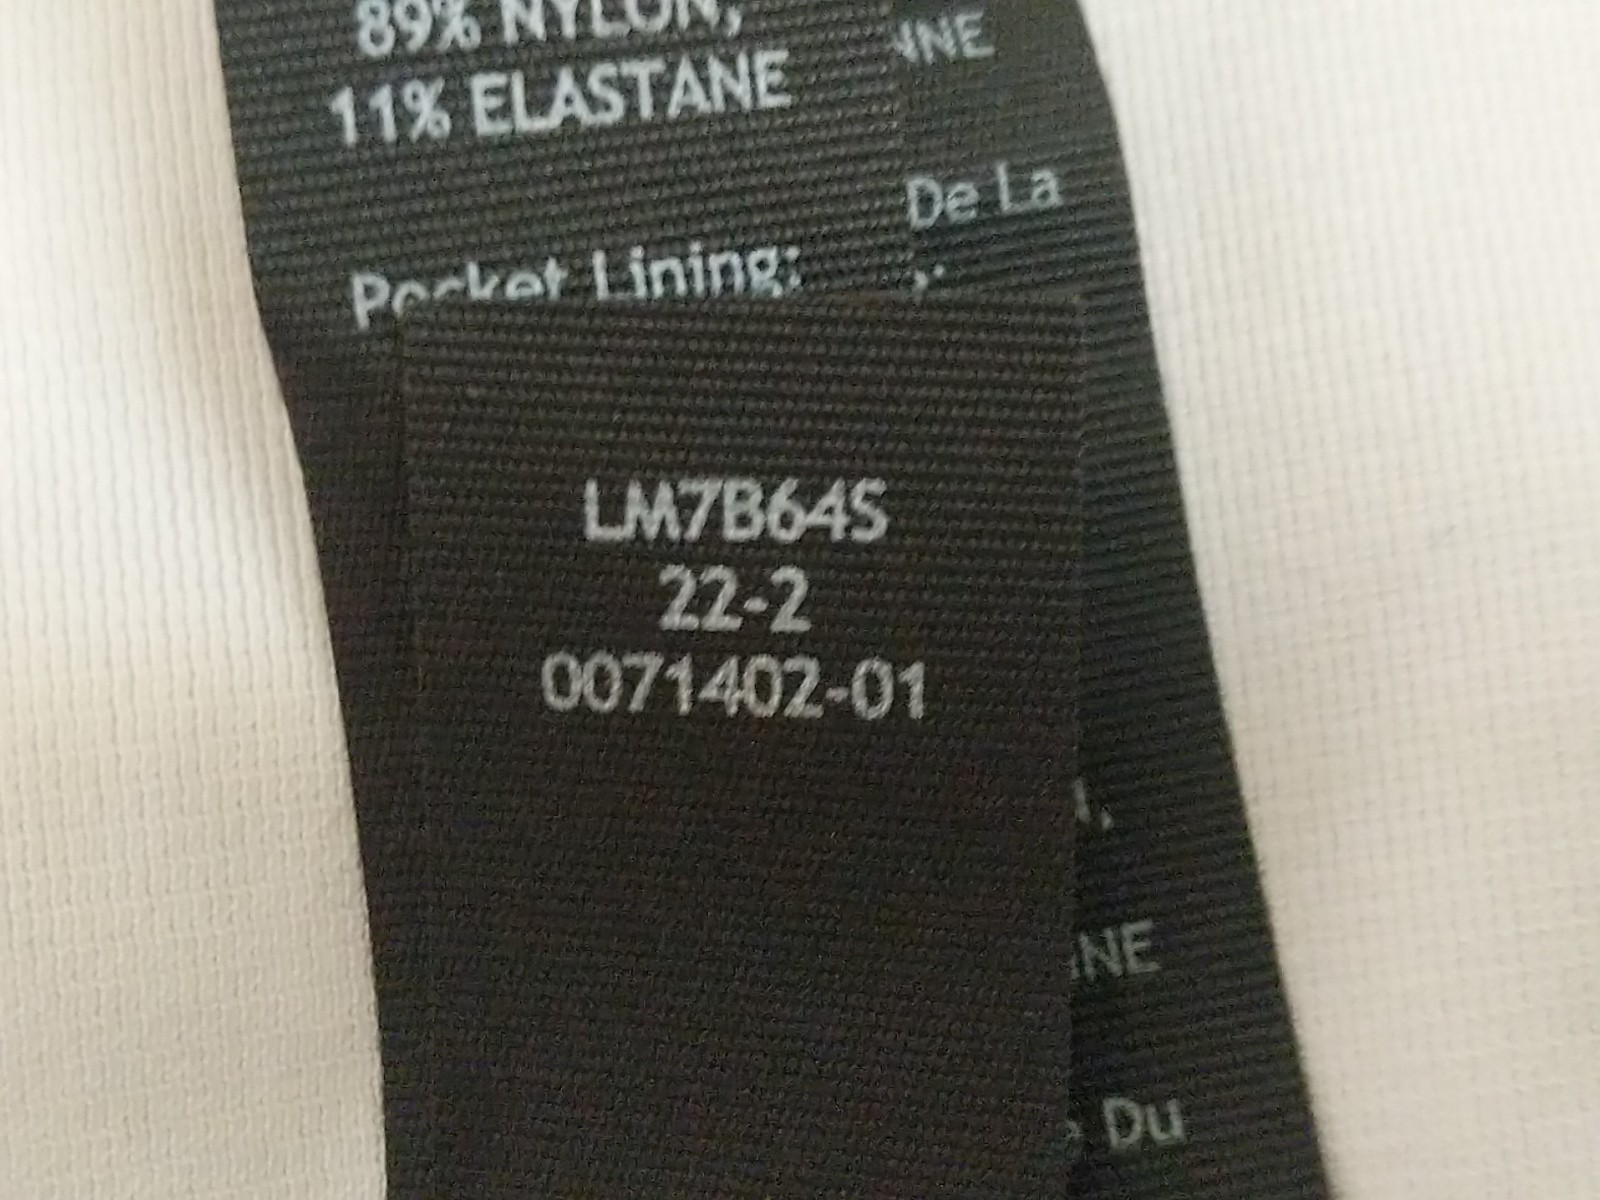 89% NYLON,
11% ELASTANE
De La
Pocket Lining:
LM7B64S
22-2
0071402-01
Du